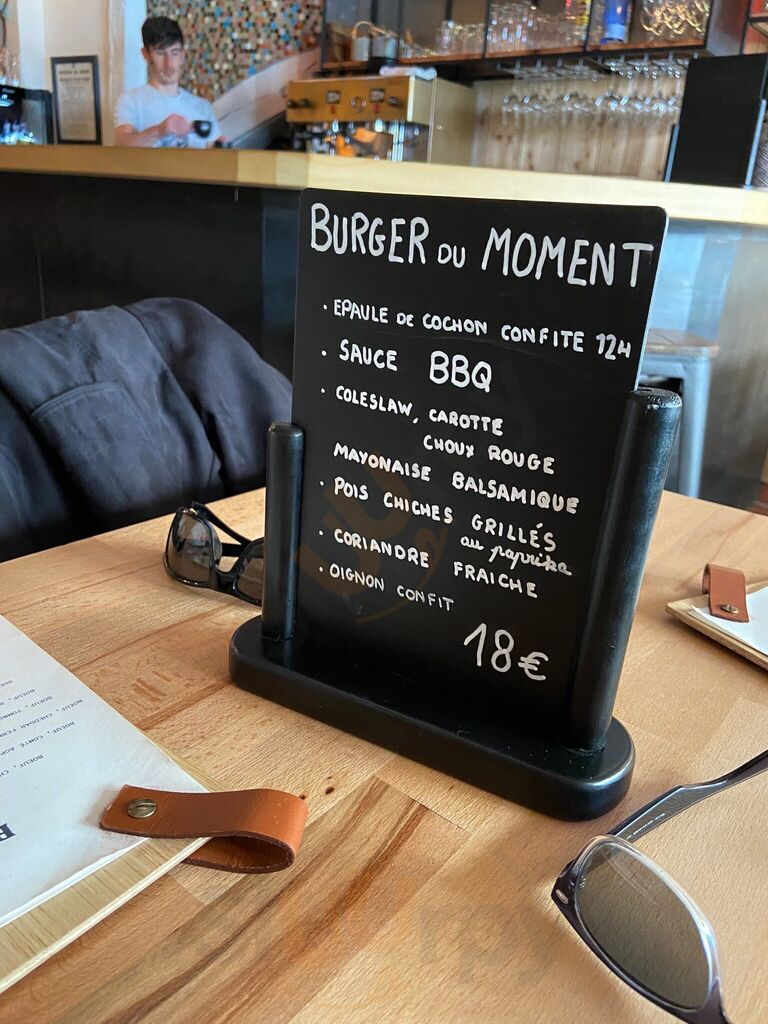 BURGER DU MOMENT
• EPAULE DE COCHON CONFITE 12H
• SAUCE BBQ
• COLESLAW, CAROTTE
CHOUX ROUGE
MAYONAISE BALSAMIQUE
• POIS CHICHES GRILLÉS
au paprika
• CORIANDRE FRAICHE
• OIGNON CONFIT
18€